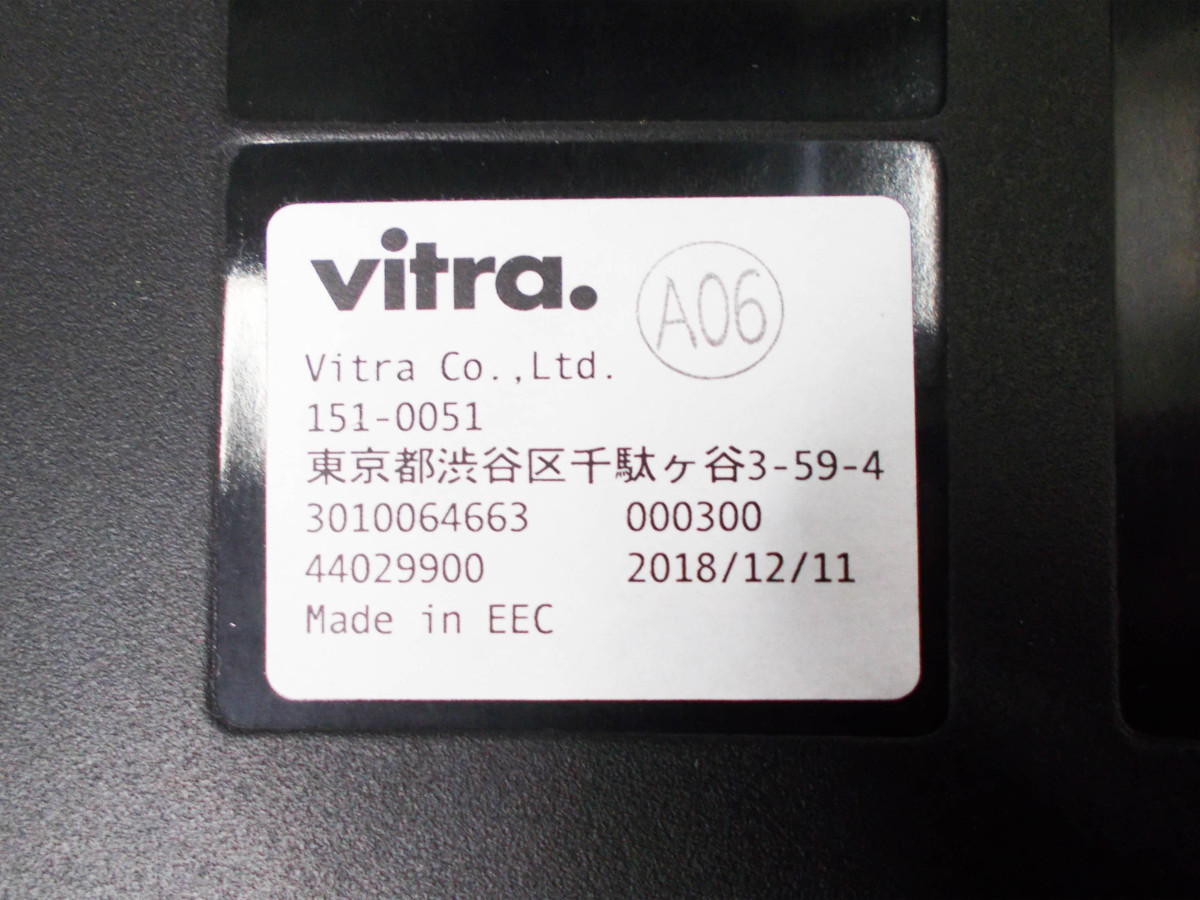 vitra.
A06
Vitra Co.,Ltd.
151-0051
東京都渋谷区千駄ヶ谷3-59-4
3010064663 000300
44029900 2018/12/11
Made in EEC